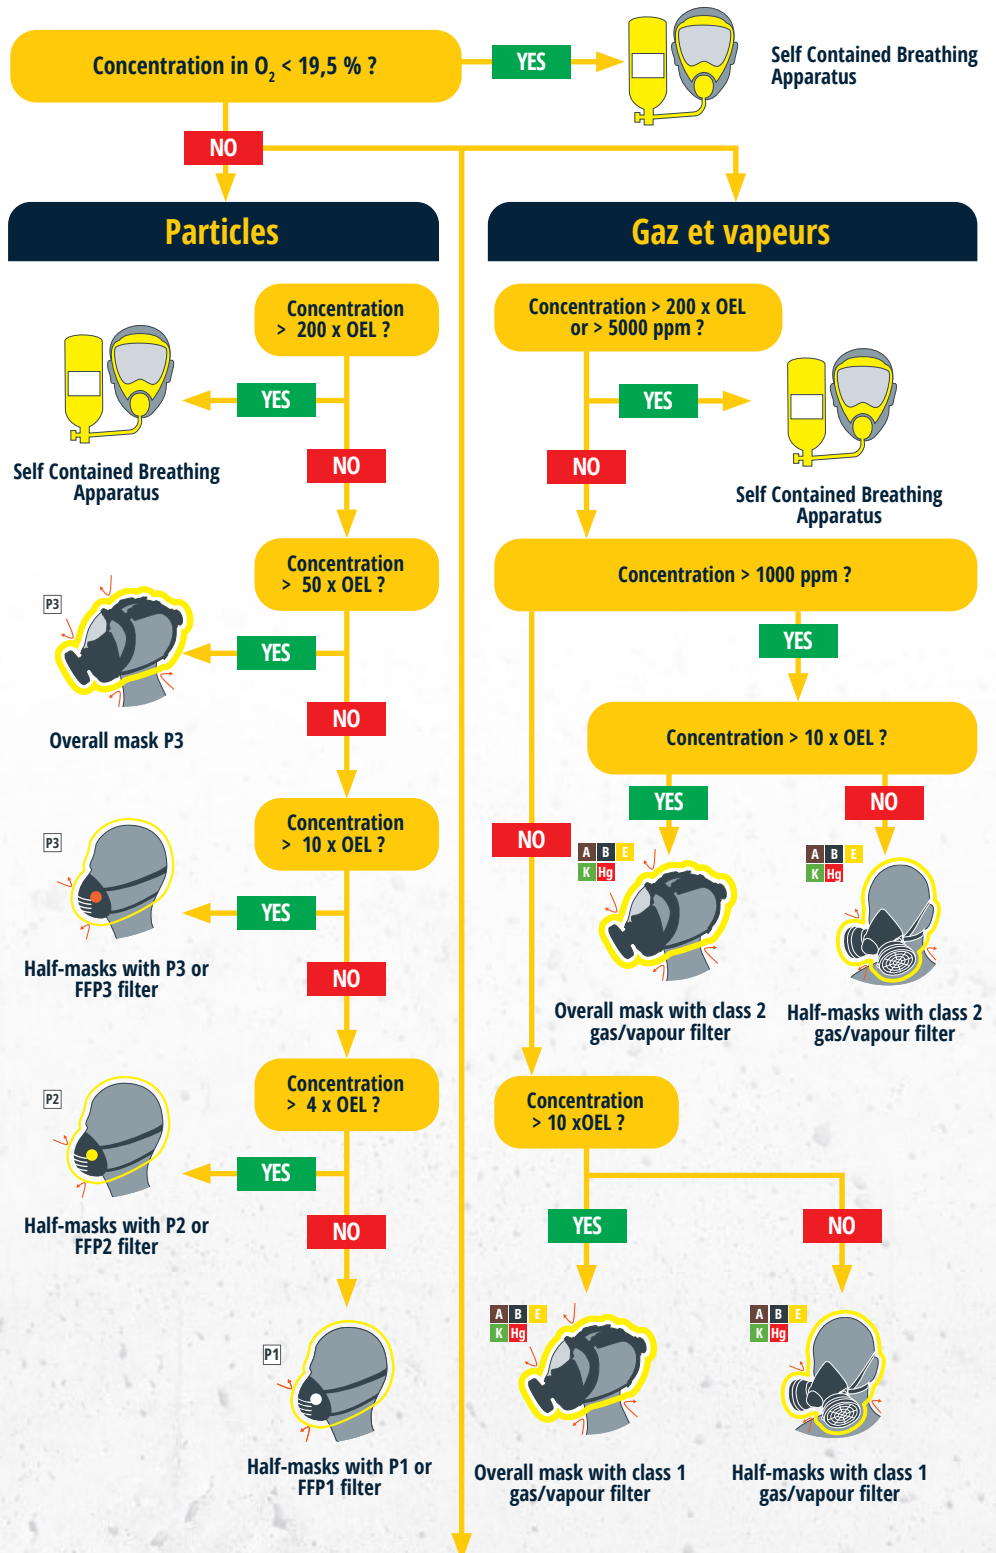 Concentration in O2 < 19,5 % ?
YES
Self Contained Breathing
Apparatus
NO
Particles
Concentration
> 200 x OEL ?
YES
Self Contained Breathing
Apparatus
NO
Concentration
> 50 x OEL ?
P3
YES
Overall mask P3
NO
Concentration
> 10 x OEL ?
P3
YES
Half-masks with P3 or
FFP3 filter
NO
Concentration
> 4 x OEL ?
P2
YES
Half-masks with P2 or
FFP2 filter
NO
P1
Half-masks with P1 or
FFP1 filter
Gaz et vapeurs
Concentration > 200 x OEL
or > 5000 ppm ?
YES
Self Contained Breathing
Apparatus
NO
Concentration > 1000 ppm ?
YES
Concentration > 10 x OEL ?
YES
A B E
K Hg
Overall mask with class 2
gas/vapour filter
NO
A B E
K Hg
Half-masks with class 2
gas/vapour filter
NO
Concentration
> 10 xOEL ?
YES
A B E
K Hg
Overall mask with class 1
gas/vapour filter
NO
A B E
K Hg
Half-masks with class 1
gas/vapour filter